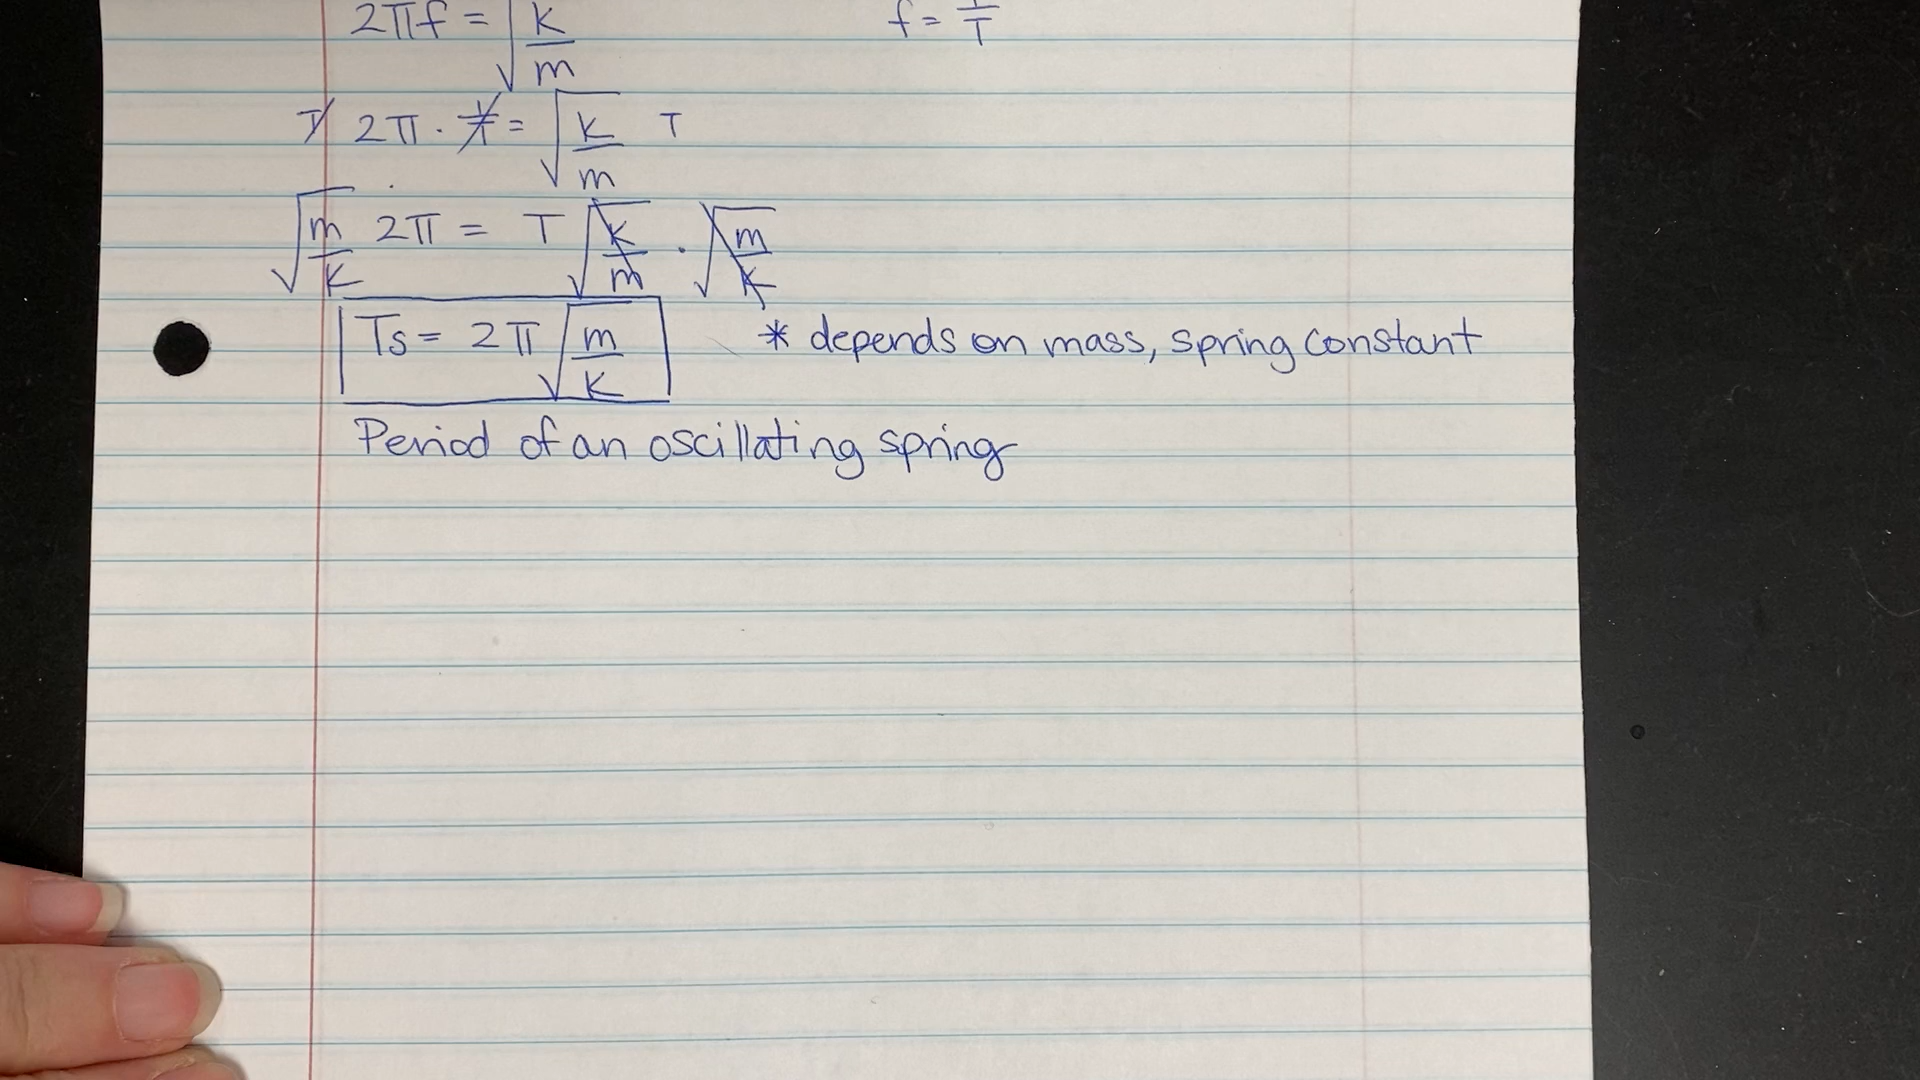 2πf = √k/m f = 1/T
T 2π · 1/T = √k/m T
√m/k 2π = T √k/m · √m/k
Ts = 2π √m/k * depends on mass, spring constant
Period of an oscillating spring